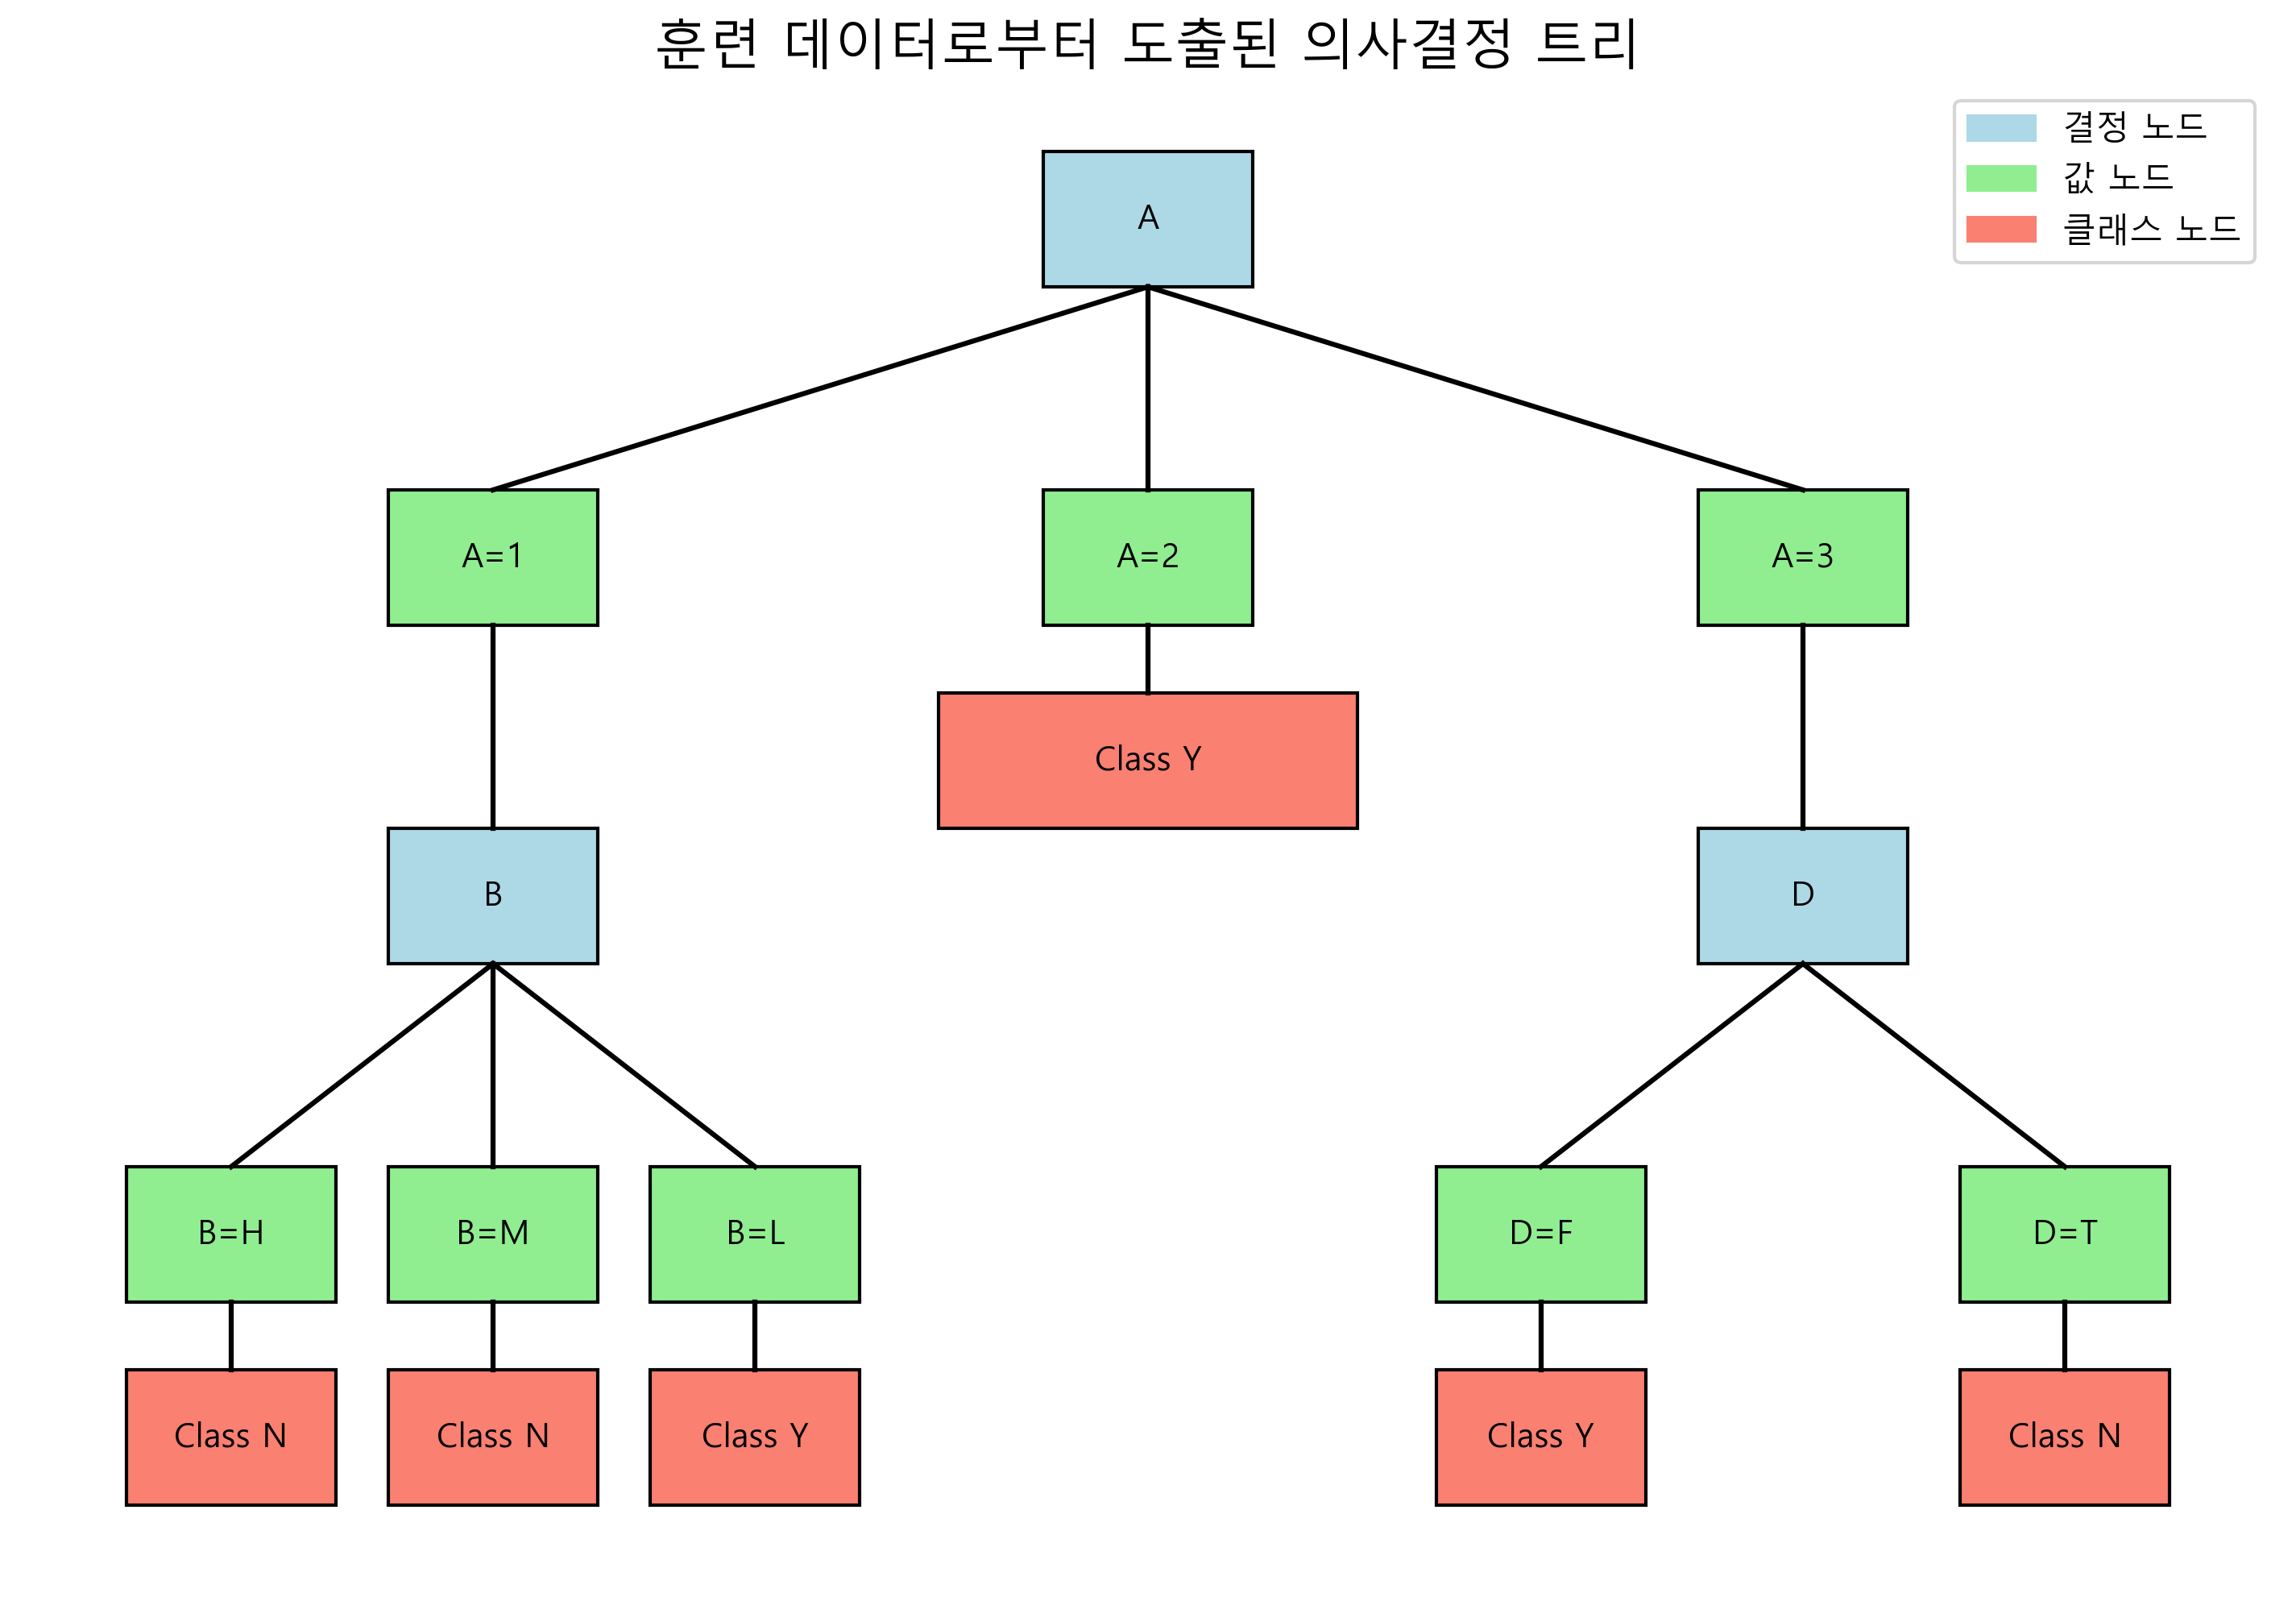 훈련 데이터로부터 도출된 의사결정 트리
결정 노드
값 노드
클래스 노드
A
A=1
A=2
A=3
Class Y
B
D
B=H
B=M
B=L
D=F
D=T
Class N
Class N
Class Y
Class Y
Class N